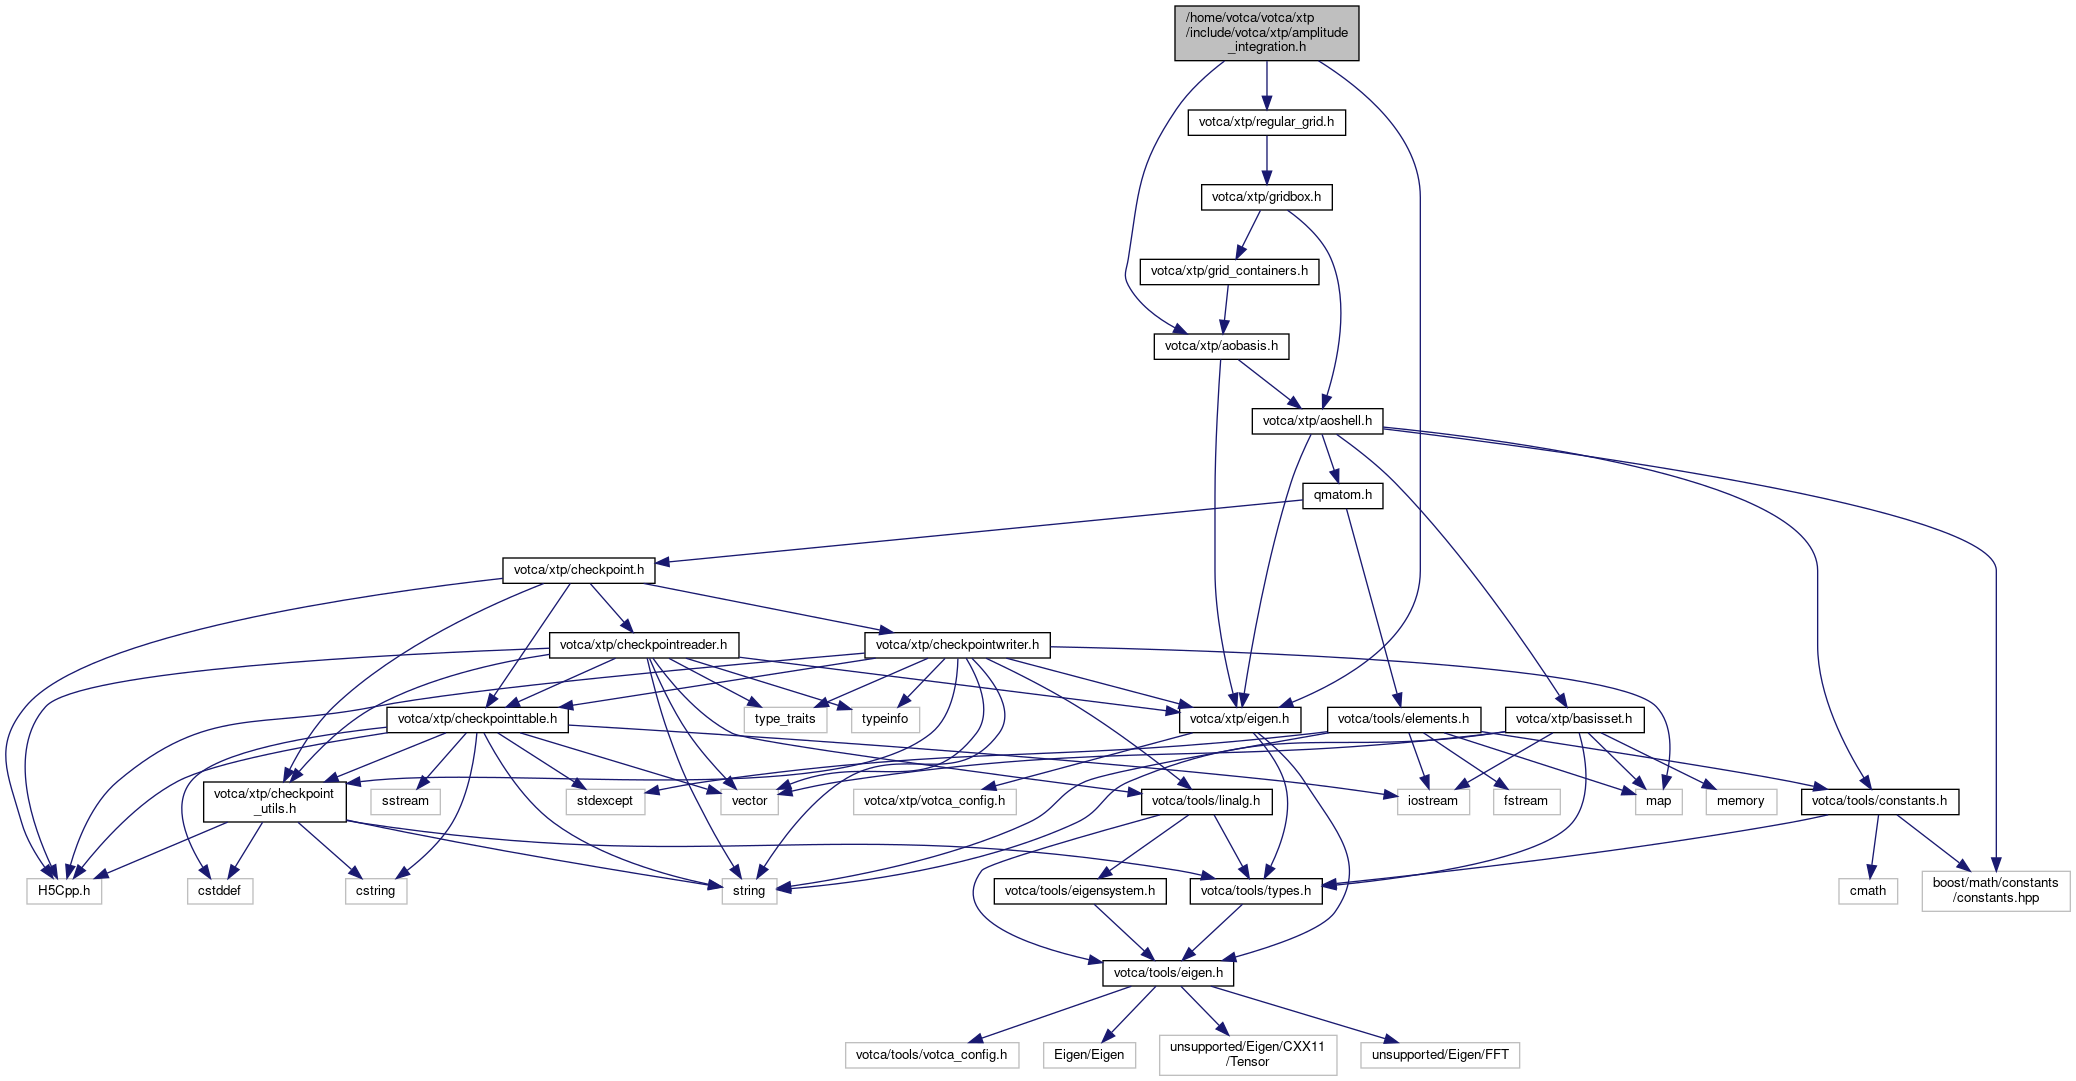 /home/votca/votca/xtp
/include/votca/xtp/amplitude
_integration.h
votca/xtp/regular_grid.h
votca/xtp/gridbox.h
votca/xtp/grid_containers.h
votca/xtp/aobasis.h
votca/xtp/aoshell.h
qmatom.h
votca/xtp/checkpoint.h
votca/xtp/checkpointreader.h
votca/xtp/checkpointwriter.h
votca/xtp/checkpointtable.h
type_traits
typeinfo
votca/xtp/eigen.h
votca/tools/elements.h
votca/xtp/basisset.h
votca/xtp/checkpoint
_utils.h
sstream
stdexcept
vector
votca/xtp/votca_config.h
votca/tools/linalg.h
iostream
fstream
map
memory
votca/tools/constants.h
H5Cpp.h
cstddef
cstring
string
votca/tools/eigensystem.h
votca/tools/types.h
cmath
boost/math/constants
/constants.hpp
votca/tools/eigen.h
votca/tools/votca_config.h
Eigen/Eigen
unsupported/Eigen/CXX11
/Tensor
unsupported/Eigen/FFT